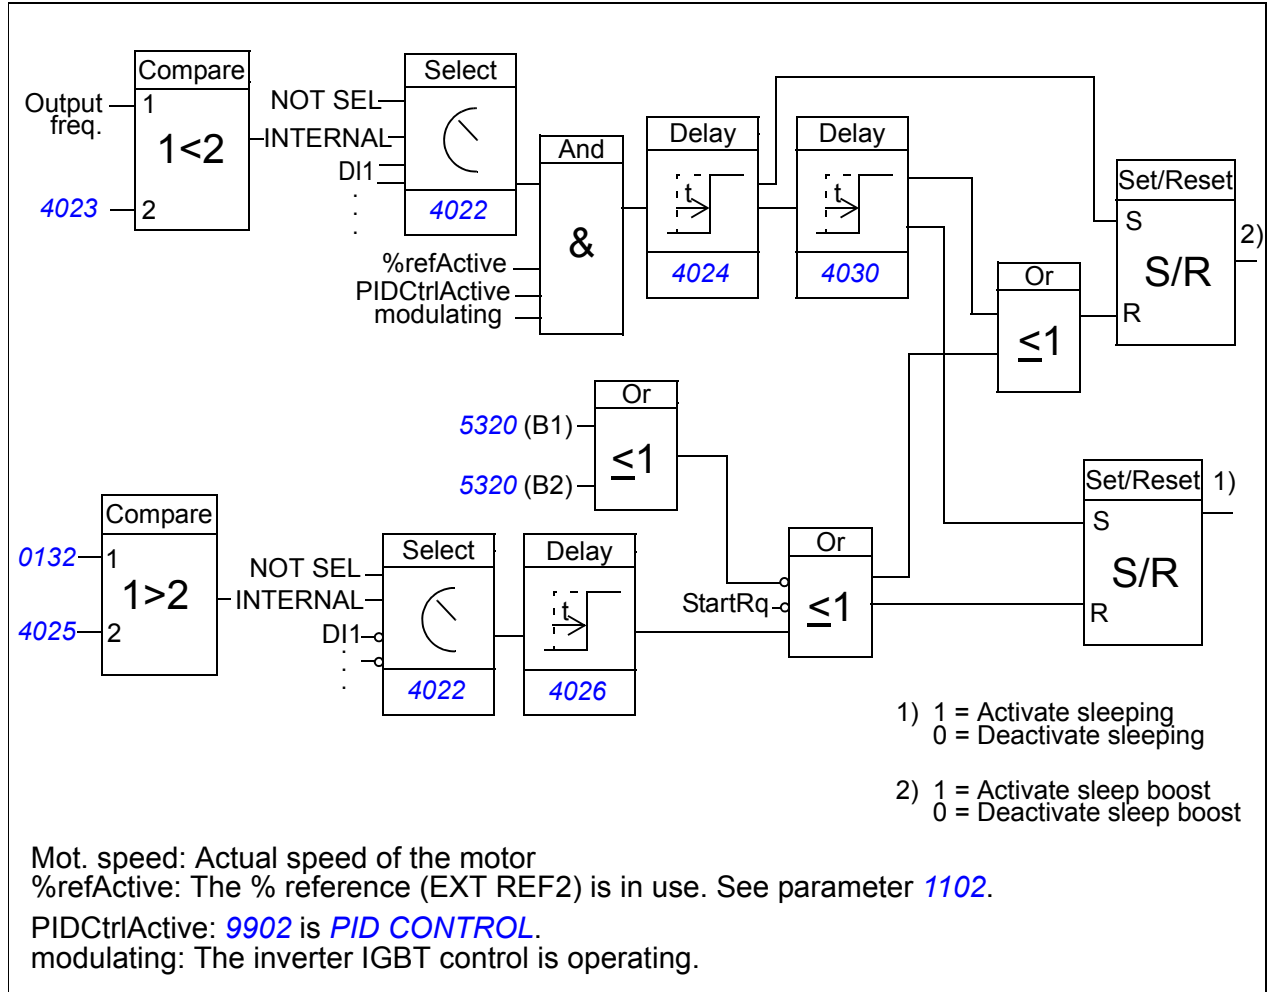 Compare
Output freq.
1
1<2
4023
2
NOT SEL
INTERNAL
DI1
.
.
.
Select
4022
And
&
%refActive
PIDCtrlActive
modulating
Delay
t
4024
Delay
t
4030
Or
≤1
Set/Reset
S
S/R
R
2)
Or
5320 (B1)
≤1
5320 (B2)
Compare
0132
1
1>2
4025
2
NOT SEL
INTERNAL
DI1
.
.
.
Select
4022
Delay
t
4026
Or
StartRq
≤1
Set/Reset
1)
S
S/R
R
1) 1 = Activate sleeping
0 = Deactivate sleeping
2) 1 = Activate sleep boost
0 = Deactivate sleep boost
Mot. speed: Actual speed of the motor
%refActive: The % reference (EXT REF2) is in use. See parameter 1102.
PIDCtrlActive: 9902 is PID CONTROL.
modulating: The inverter IGBT control is operating.